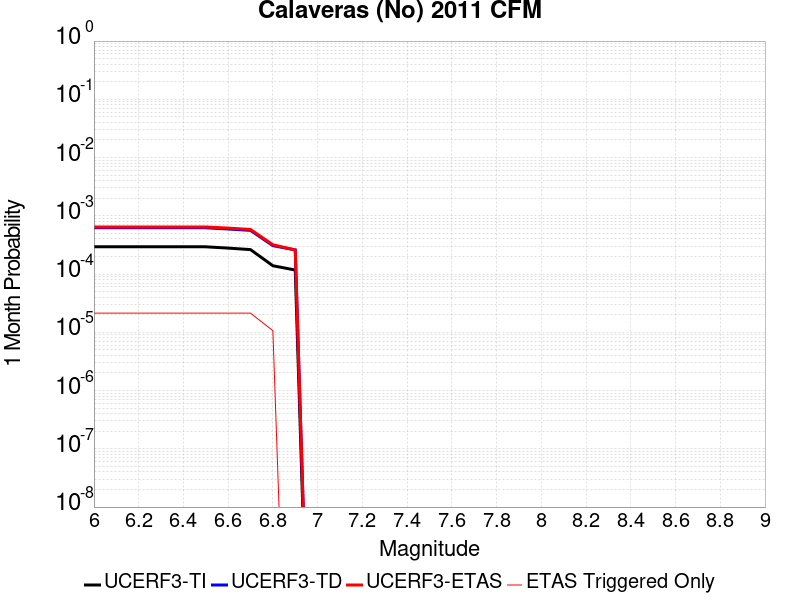 Calaveras (No) 2011 CFM
10 0
10 -1
10 -2
10 -3
10 -4
10 -5
10 -6
10 -7
10 -8
1 Month Probability
6 6.2 6.4 6.6 6.8 7 7.2 7.4 7.6 7.8 8 8.2 8.4 8.6 8.8 9
Magnitude
UCERF3-TI UCERF3-TD UCERF3-ETAS ETAS Triggered Only